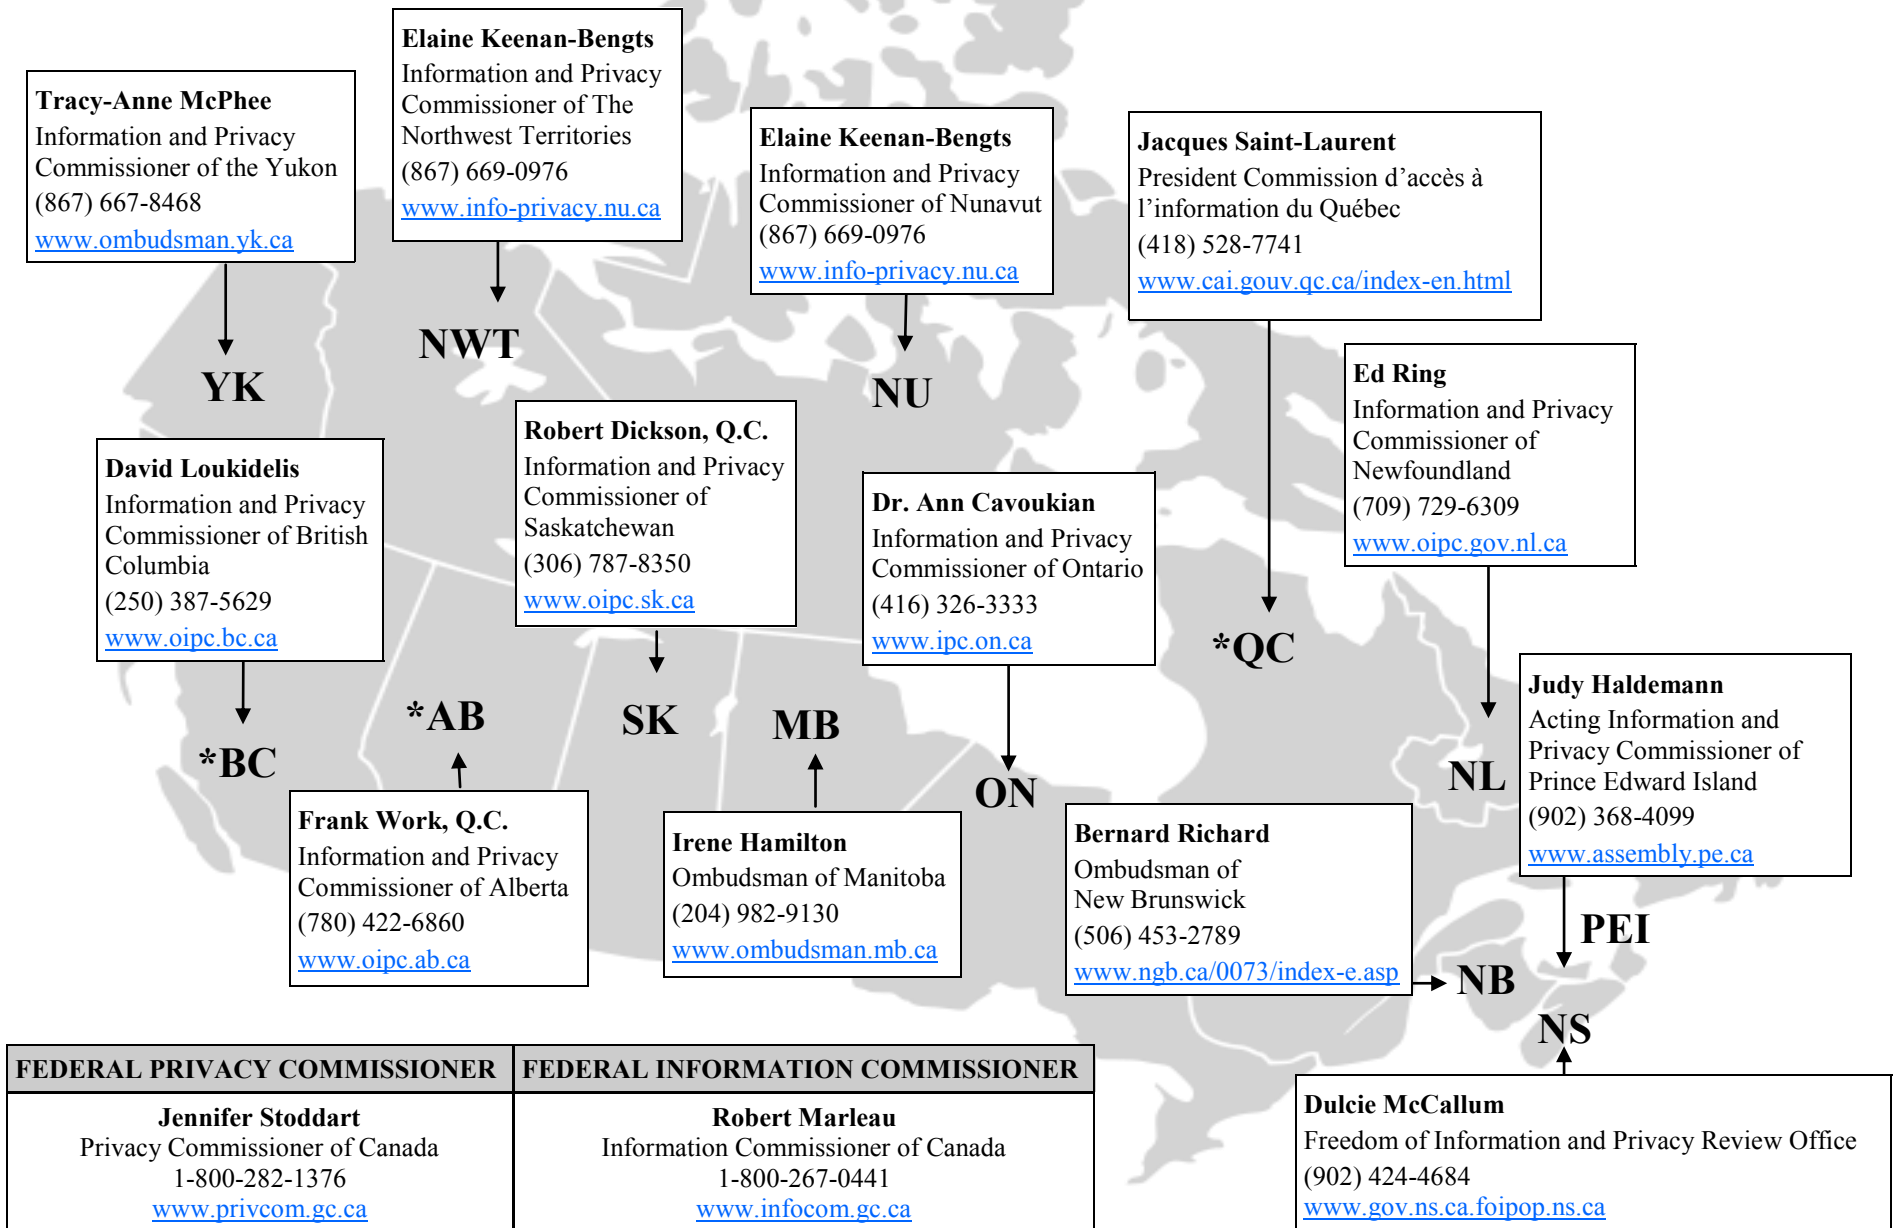 Elaine Keenan-Bengts
Information and Privacy
Commissioner of The
Northwest Territories
(867) 669-0976
www.info-privacy.nu.ca
Tracy-Anne McPhee
Information and Privacy
Commissioner of the Yukon
(867) 667-8468
www.ombudsman.yk.ca
Elaine Keenan-Bengts
Information and Privacy
Commissioner of Nunavut
(867) 669-0976
www.info-privacy.nu.ca
Jacques Saint-Laurent
President Commission d’accès à
l’information du Québec
(418) 528-7741
www.cai.gouv.qc.ca/index-en.html
NWT
YK
NU
Ed Ring
Information and Privacy
Commissioner of
Newfoundland
(709) 729-6309
www.oipc.gov.nl.ca
David Loukidelis
Information and Privacy
Commissioner of British
Columbia
(250) 387-5629
www.oipc.bc.ca
Robert Dickson, Q.C.
Information and Privacy
Commissioner of
Saskatchewan
(306) 787-8350
www.oipc.sk.ca
Dr. Ann Cavoukian
Information and Privacy
Commissioner of Ontario
(416) 326-3333
www.ipc.on.ca
*QC
*BC
*AB
SK
MB
ON
NL
Judy Haldemann
Acting Information and
Privacy Commissioner of
Prince Edward Island
(902) 368-4099
www.assembly.pe.ca
Frank Work, Q.C.
Information and Privacy
Commissioner of Alberta
(780) 422-6860
www.oipc.ab.ca
Irene Hamilton
Ombudsman of Manitoba
(204) 982-9130
www.ombudsman.mb.ca
Bernard Richard
Ombudsman of
New Brunswick
(506) 453-2789
www.ngb.ca/0073/index-e.asp
PEI
NB
NS
FEDERAL PRIVACY COMMISSIONER
Jennifer Stoddart
Privacy Commissioner of Canada
1-800-282-1376
www.privcom.gc.ca
FEDERAL INFORMATION COMMISSIONER
Robert Marleau
Information Commissioner of Canada
1-800-267-0441
www.infocom.gc.ca
Dulcie McCallum
Freedom of Information and Privacy Review Office
(902) 424-4684
www.gov.ns.ca.foipop.ns.ca